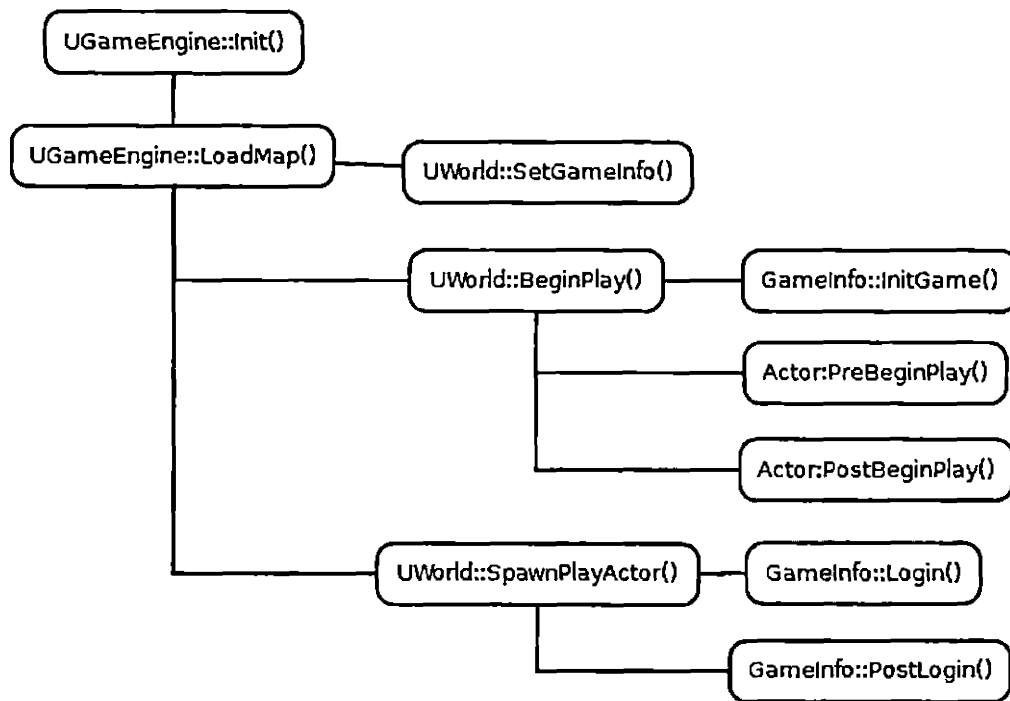 UGameEngine::Init()
UGameEngine::LoadMap()
UWorld::SetGameInfo()
UWorld::BeginPlay()
GameInfo::InitGame()
Actor:PreBeginPlay()
Actor:PostBeginPlay()
UWorld::SpawnPlayActor()
GameInfo::Login()
GameInfo::PostLogin()